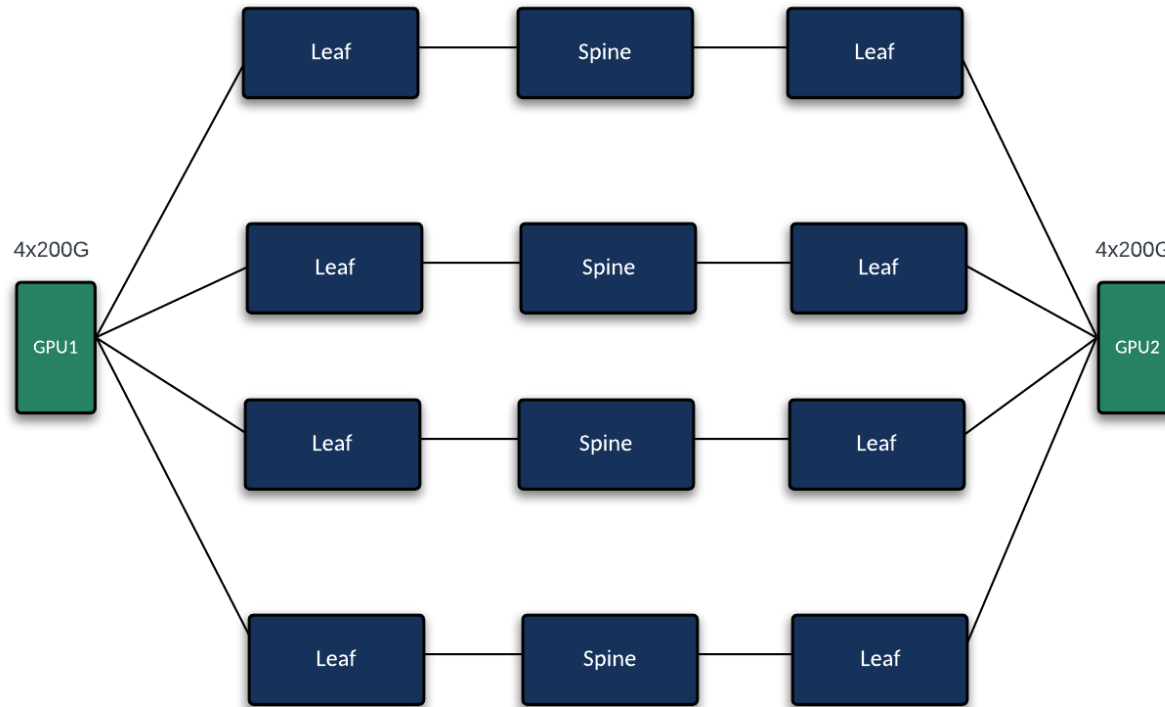 Leaf
Spine
Leaf
4x200G
4x200G
Leaf
Spine
Leaf
GPU1
GPU2
Leaf
Spine
Leaf
Leaf
Spine
Leaf